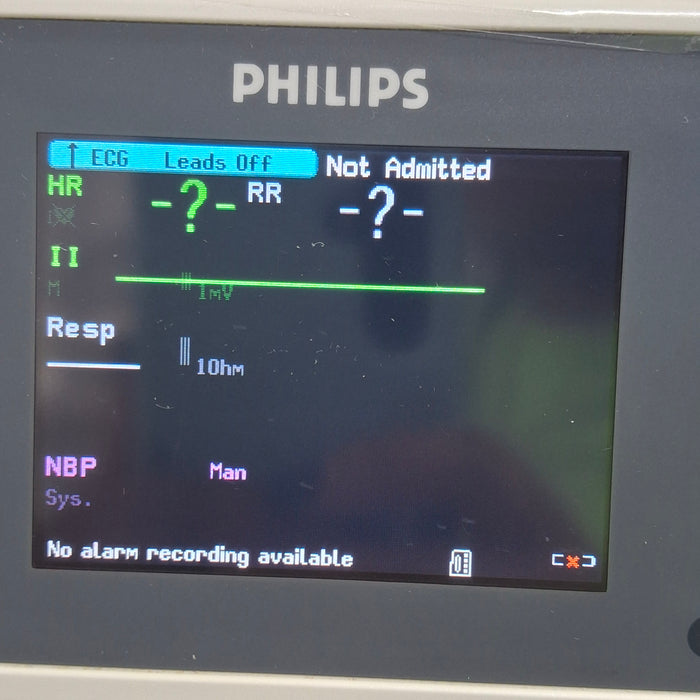 PHILIPS
↑ ECG Leads Off Not Admitted
HR -?- RR -?-
II
M 1mV
Resp
1Ohm
NBP Man
Sys.
No alarm recording available